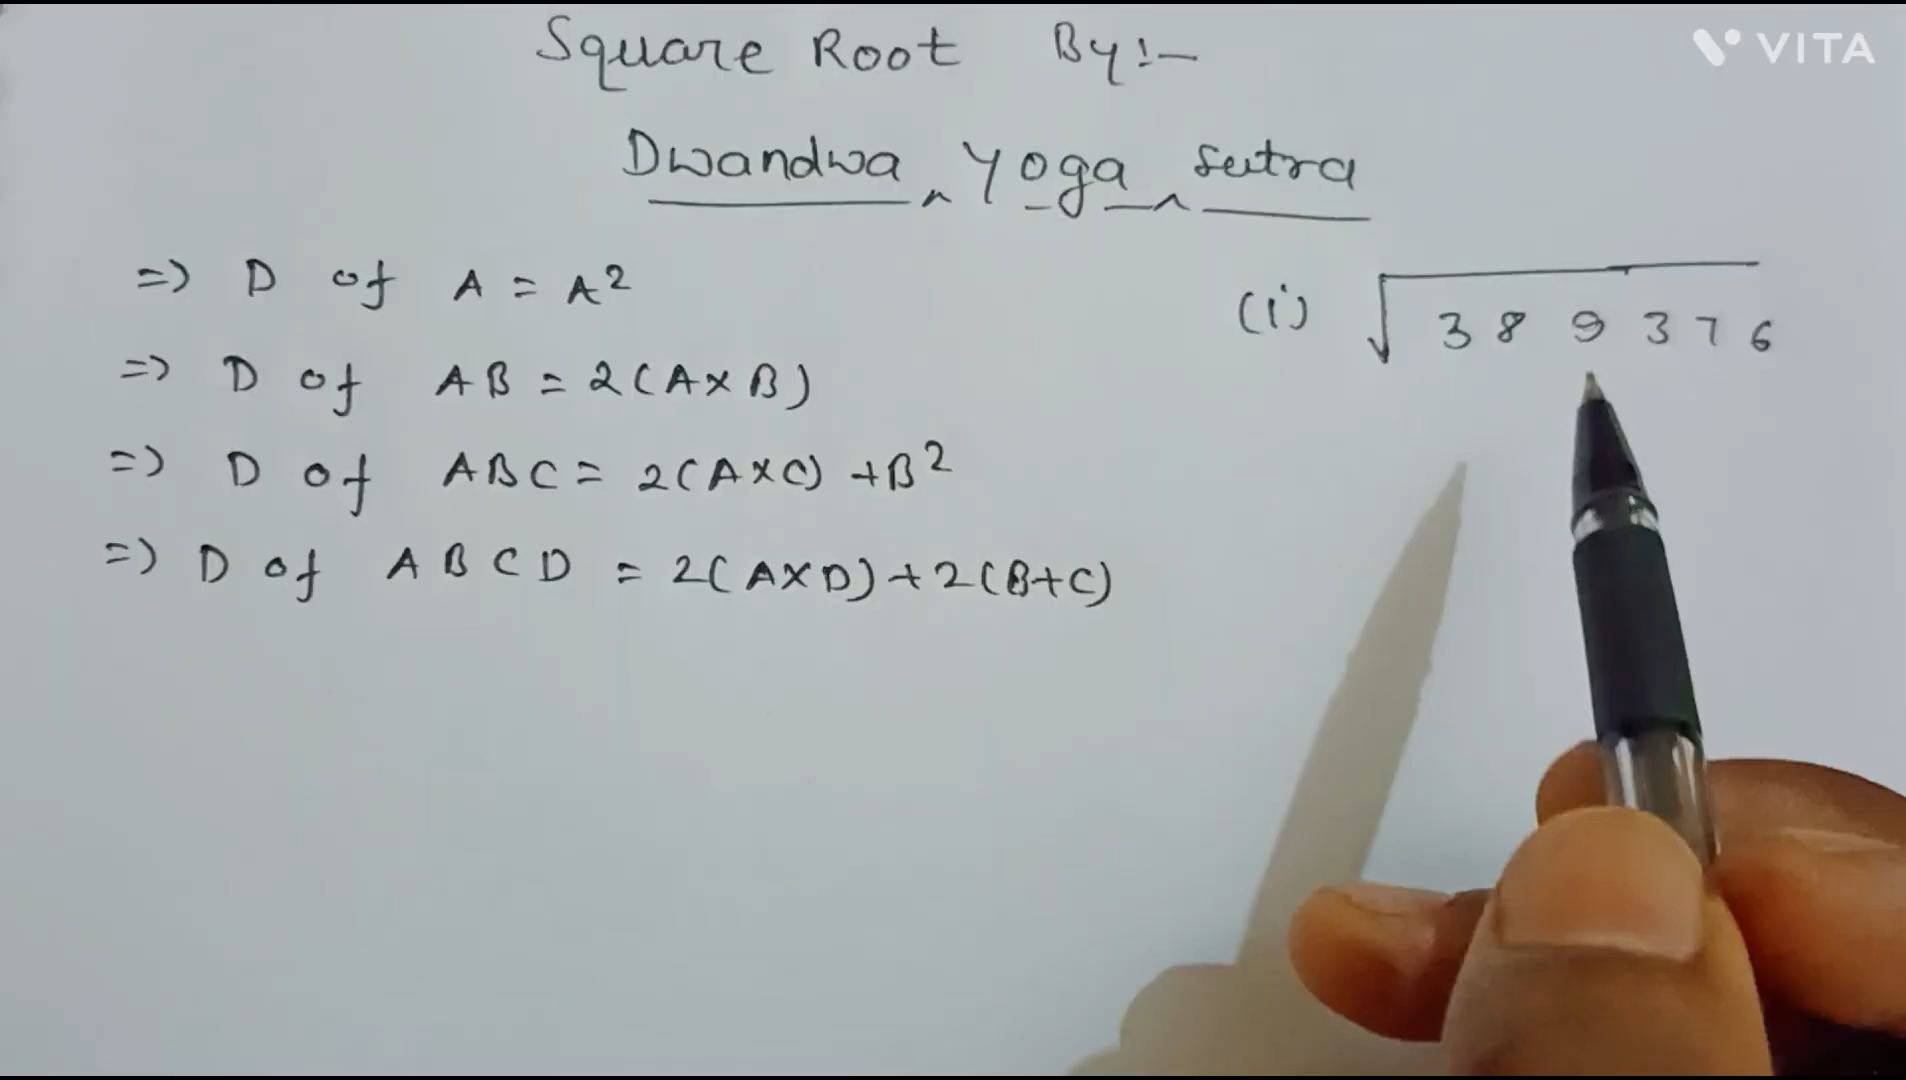 Square Root By:-
VITA
Dwandwa Yoga Sutra
=> D of A = A²
(i) √389376
=> D of AB = 2(A×B)
=> D of ABC = 2(A×C) +B²
=> D of ABCD = 2(A×D)+2(B+C)